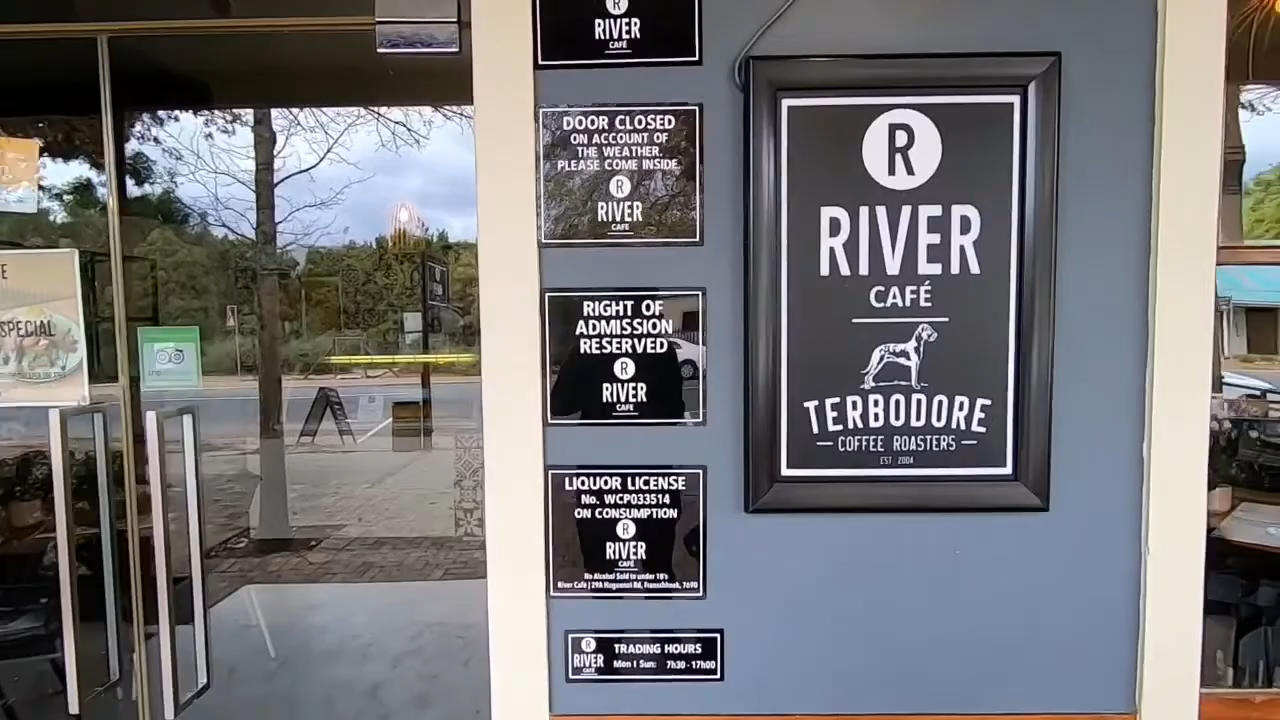 R
RIVER
CAFÉ
DOOR CLOSED
ON ACCOUNT OF
THE WEATHER.
PLEASE COME INSIDE.
R
RIVER
CAFE
RIGHT OF
ADMISSION
RESERVED
R
RIVER
CAFE
LIQUOR LICENSE
No. WCP033514
ON CONSUMPTION
R
RIVER
CAFÉ
No Alcohol Sold to under 18's
River Café | 29A Huguenot Rd, Franschhoek, 7690
R
RIVER
CAFÉ
TRADING HOURS
Mon I Sun: 7h30 - 17h00
R
RIVER
CAFÉ
TERBODORE
COFFEE ROASTERS
EST 2004
SPECIAL